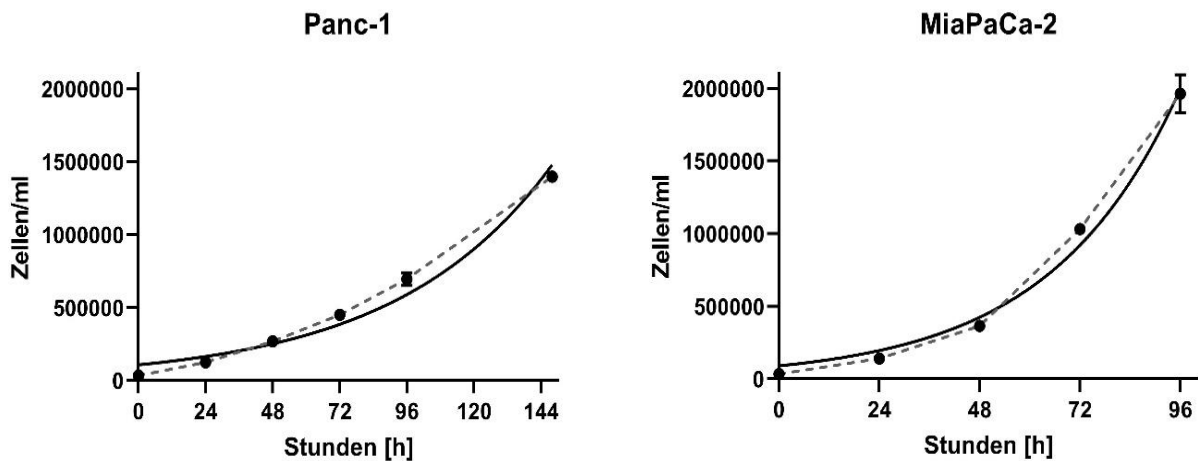 Panc-1
2000000
1500000
1000000
500000
0
Zellen/ml
0 24 48 72 96 120 144
Stunden [h]
MiaPaCa-2
2000000
1500000
1000000
500000
0
Zellen/ml
0 24 48 72 96
Stunden [h]